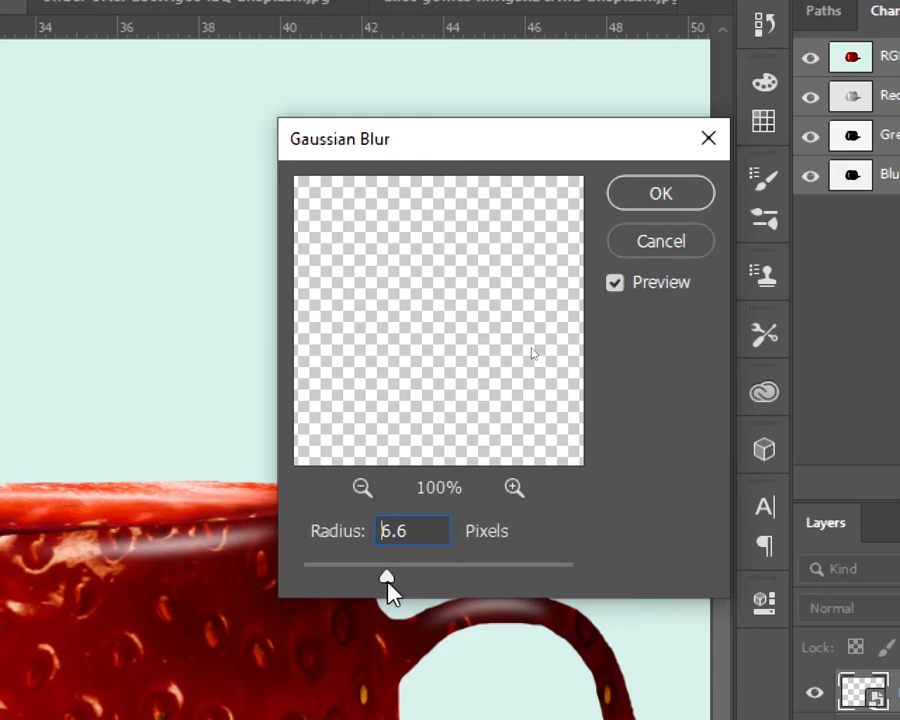 Paths Chan
34 36 38 40 42 44 46 48 50
RG
Red
Gre
Blu
Gaussian Blur
OK
Cancel
Preview
100%
Radius: 6.6 Pixels
Layers
Kind
Normal
Lock: